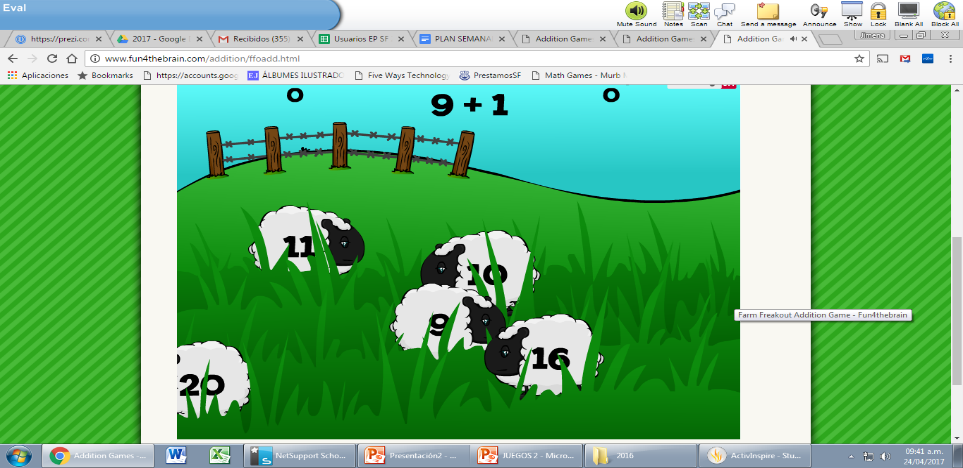 Eval
Mute Sound Notes Scan Chat Send a message Announce Show Lock Blank All Block All
https://prezi.co 2017 - Google Recibidos (355) Usuarios EP SF PLAN SEMANA Addition Game Addition Game Addition Ga Jimena
www.fun4thebrain.com/addition/ffoadd.html
Aplicaciones Bookmarks https://accounts.goog ÁLBUMES ILUSTRADO Five Ways Technology PrestamosSF Math Games - Murb
0 9 + 1 0
11
10
9
16
20
Farm Freakout Addition Game - Fun4thebrain
Addition Games -... NetSupport Scho... Presentación2 - ... JUEGOS 2 - Micro... 2016 ActivInspire - Stu...
09:41 a.m.
24/04/2017